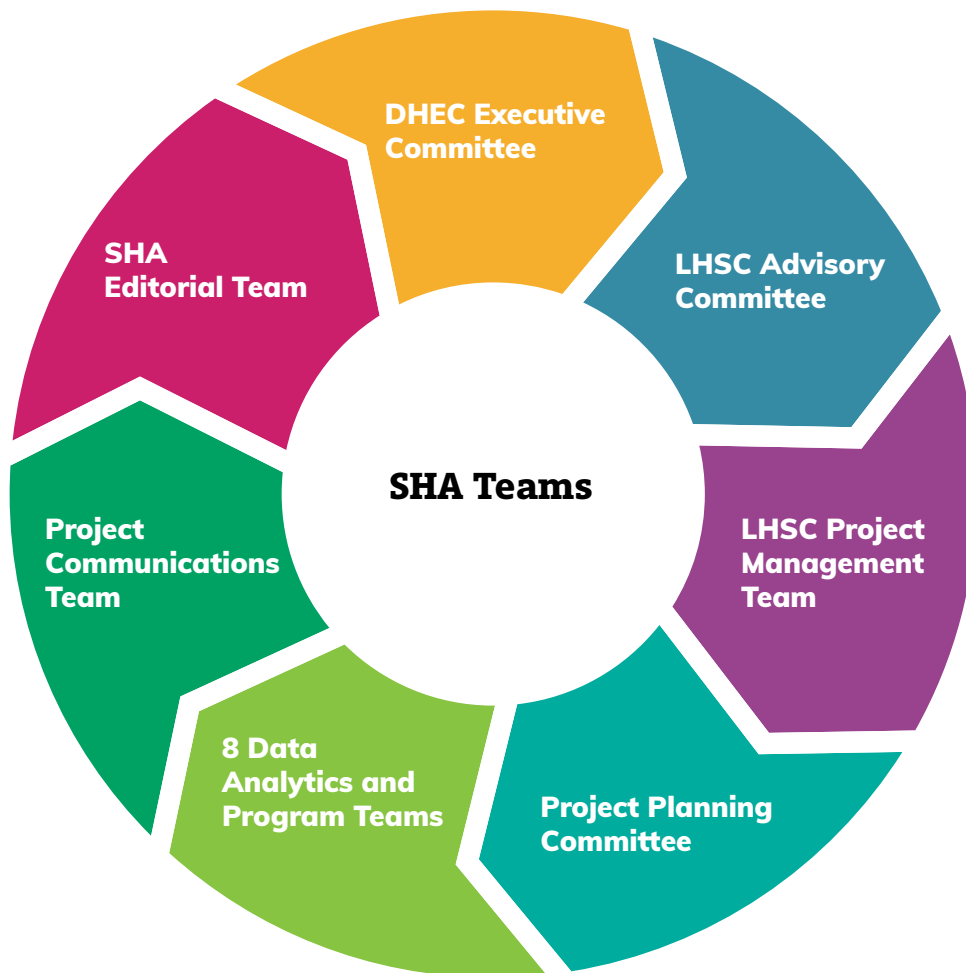 DHEC Executive
Committee
LHSC Advisory
Committee
LHSC Project
Management
Team
Project Planning
Committee
8 Data
Analytics and
Program Teams
Project
Communications
Team
SHA
Editorial Team
SHA Teams